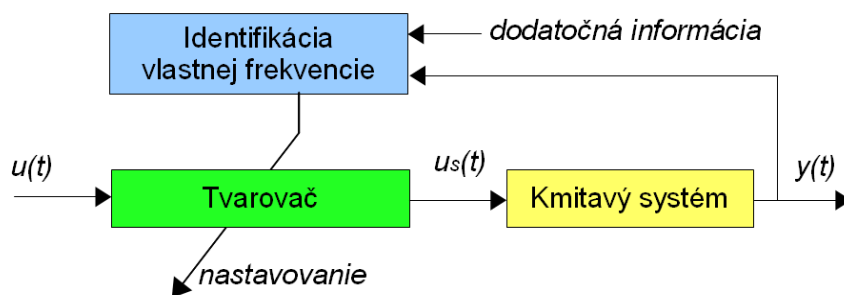 Identifikácia
vlastnej frekvencie
dodatočná informácia
u(t)
Tvarovač
us(t)
Kmitavý systém
y(t)
nastavovanie